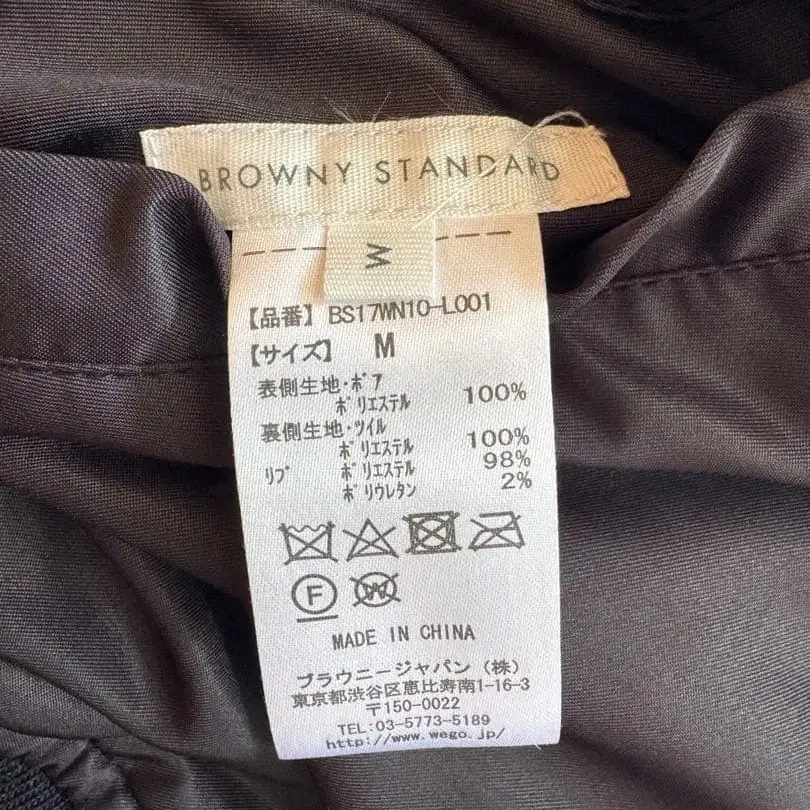 BROWNY STANDARD
M
【品番】 BS17WN10-L001
【サイズ】 M
表側生地・ボア
ポリエステル 100%
裏側生地・ツイル
ポリエステル 100%
リブ ポリエステル 98%
ポリウレタン 2%
F W
MADE IN CHINA
ブラウニージャパン（株）
東京都渋谷区恵比寿南1-16-3
〒150-0022
TEL:03-5773-5189
http://www.wego.jp/